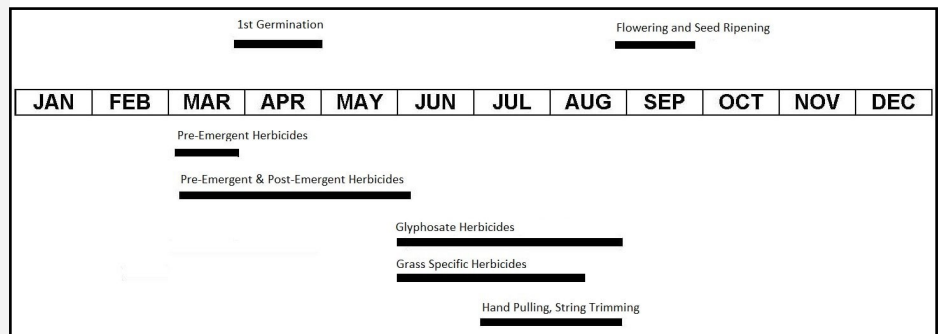 1st Germination
Flowering and Seed Ripening
JAN FEB MAR APR MAY JUN JUL AUG SEP OCT NOV DEC
Pre-Emergent Herbicides
Pre-Emergent & Post-Emergent Herbicides
Glyphosate Herbicides
Grass Specific Herbicides
Hand Pulling, String Trimming